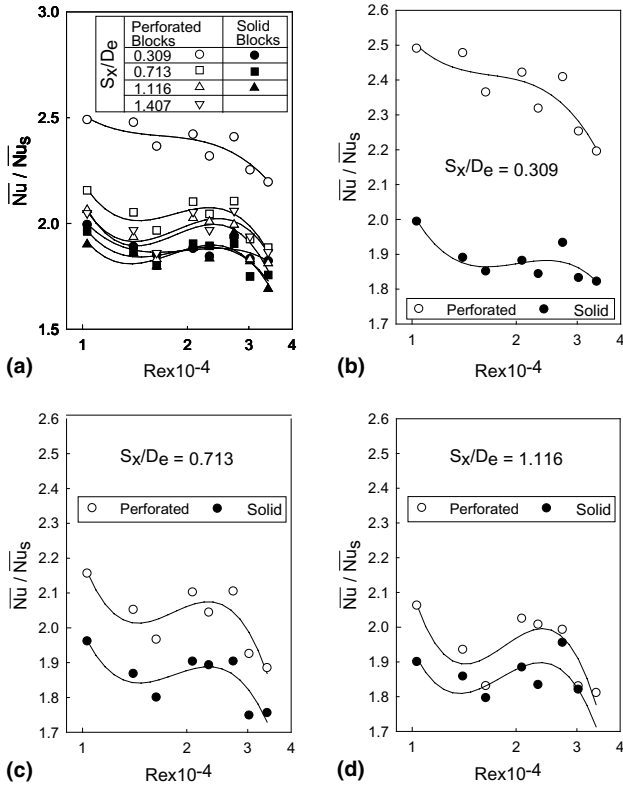 Perforated Blocks
Solid Blocks
Sx/De
0.309
0.713
1.116
1.407
3.0
2.5
2.0
1.5
Nu / Nus
1
2
3
4
(a)
Rex10-4
2.6
2.5
2.4
2.3
2.2
2.1
2.0
1.9
1.8
1.7
Nu / Nus
Sx/De = 0.309
Perforated
Solid
1
2
3
4
(b)
Rex10-4
2.6
2.5
2.4
2.3
2.2
2.1
2.0
1.9
1.8
1.7
Nu / Nus
Sx/De = 0.713
Perforated
Solid
1
2
3
4
(c)
Rex10-4
2.6
2.5
2.4
2.3
2.2
2.1
2.0
1.9
1.8
1.7
Nu / Nus
Sx/De = 1.116
Perforated
Solid
1
2
3
4
(d)
Rex10-4